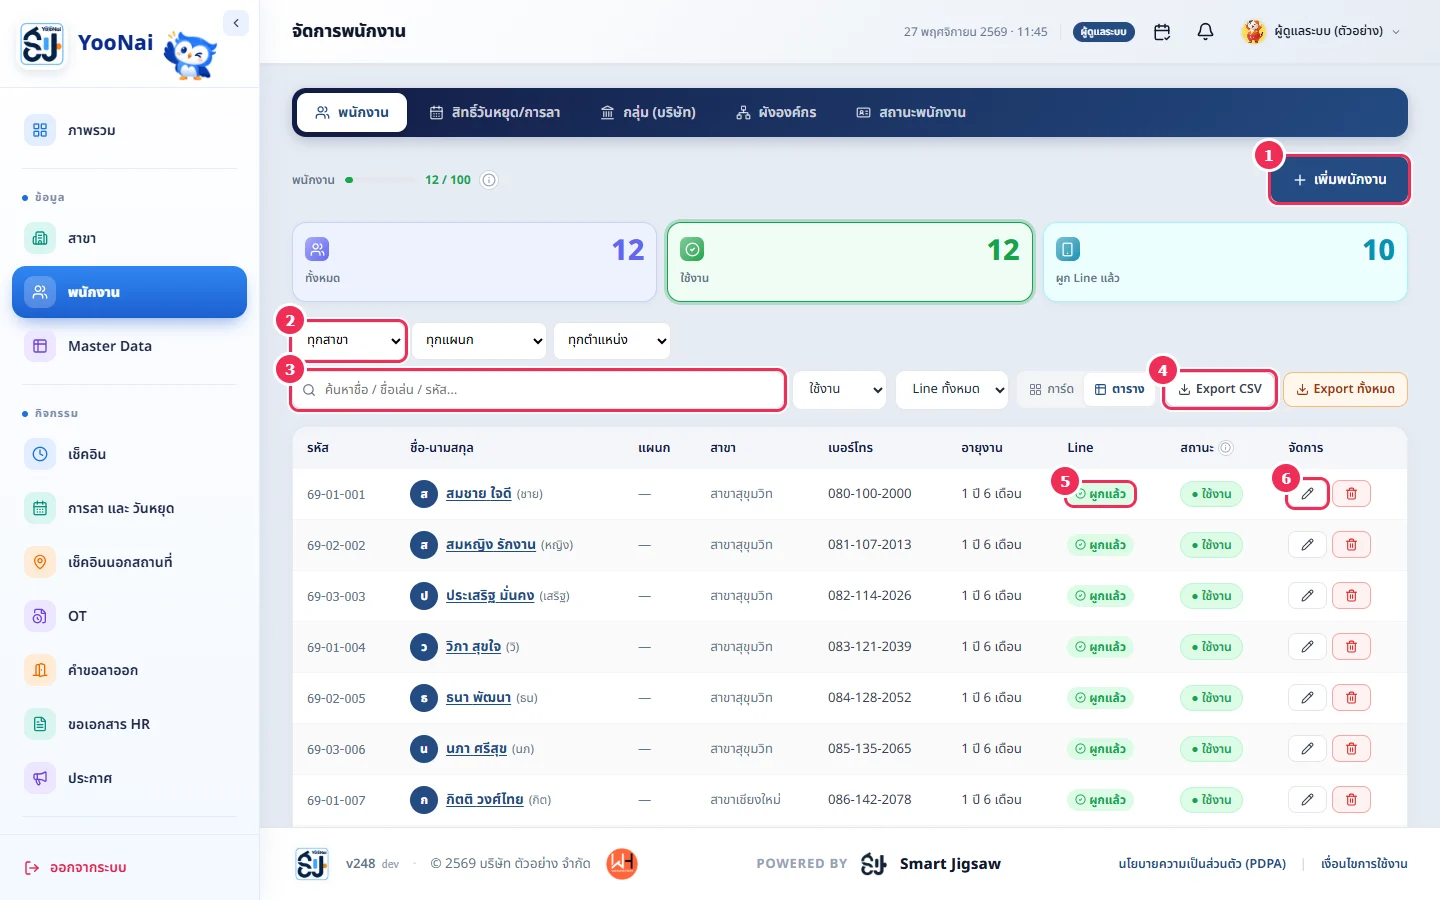 YooNai
จัดการพนักงาน
27 พฤศจิกายน 2569 · 11:45
ผู้ดูแลระบบ
ผู้ดูแลระบบ (ตัวอย่าง)
ภาพรวม
ข้อมูล
สาขา
พนักงาน
Master Data
กิจกรรม
เช็คอิน
การลา และ วันหยุด
เช็คอินนอกสถานที่
OT
คำขอลาออก
ขอเอกสาร HR
ประกาศ
ออกจากระบบ
พนักงาน สิทธิ์วันหยุด/การลา กลุ่ม (บริษัท) ผังองค์กร สถานะพนักงาน
พนักงาน 12 / 100
1
+ เพิ่มพนักงาน
12
ทั้งหมด
12
ใช้งาน
10
ผูก Line แล้ว
2
ทุกสาขา ทุกแผนก ทุกตำแหน่ง
3
ค้นหาชื่อ / ชื่อเล่น / รหัส...
ใช้งาน Line ทั้งหมด การ์ด ตาราง
4
Export CSV Export ทั้งหมด
รหัส ชื่อ-นามสกุล แผนก สาขา เบอร์โทร อายุงาน Line สถานะ จัดการ
5 6
69-01-001 ส สมชาย ใจดี (ชาย) — สาขาสุขุมวิท 080-100-2000 1 ปี 6 เดือน ผูกแล้ว ใช้งาน
69-02-002 ส สมหญิง รักงาน (หญิง) — สาขาสุขุมวิท 081-107-2013 1 ปี 6 เดือน ผูกแล้ว ใช้งาน
69-03-003 ป ประเสริฐ มั่นคง (เสริฐ) — สาขาสุขุมวิท 082-114-2026 1 ปี 6 เดือน ผูกแล้ว ใช้งาน
69-01-004 ว วิภา สุขใจ (วิ) — สาขาสุขุมวิท 083-121-2039 1 ปี 6 เดือน ผูกแล้ว ใช้งาน
69-02-005 ธ ธนา พัฒนา (ธน) — สาขาสุขุมวิท 084-128-2052 1 ปี 6 เดือน ผูกแล้ว ใช้งาน
69-03-006 น นภา ศรีสุข (นภ) — สาขาสุขุมวิท 085-135-2065 1 ปี 6 เดือน ผูกแล้ว ใช้งาน
69-01-007 ก กิตติ วงศ์ไทย (กิต) — สาขาเชียงใหม่ 086-142-2078 1 ปี 6 เดือน ผูกแล้ว ใช้งาน
v248 dev · © 2569 บริษัท ตัวอย่าง จำกัด
POWERED BY Smart Jigsaw
นโยบายความเป็นส่วนตัว (PDPA) | เงื่อนไขการใช้งาน